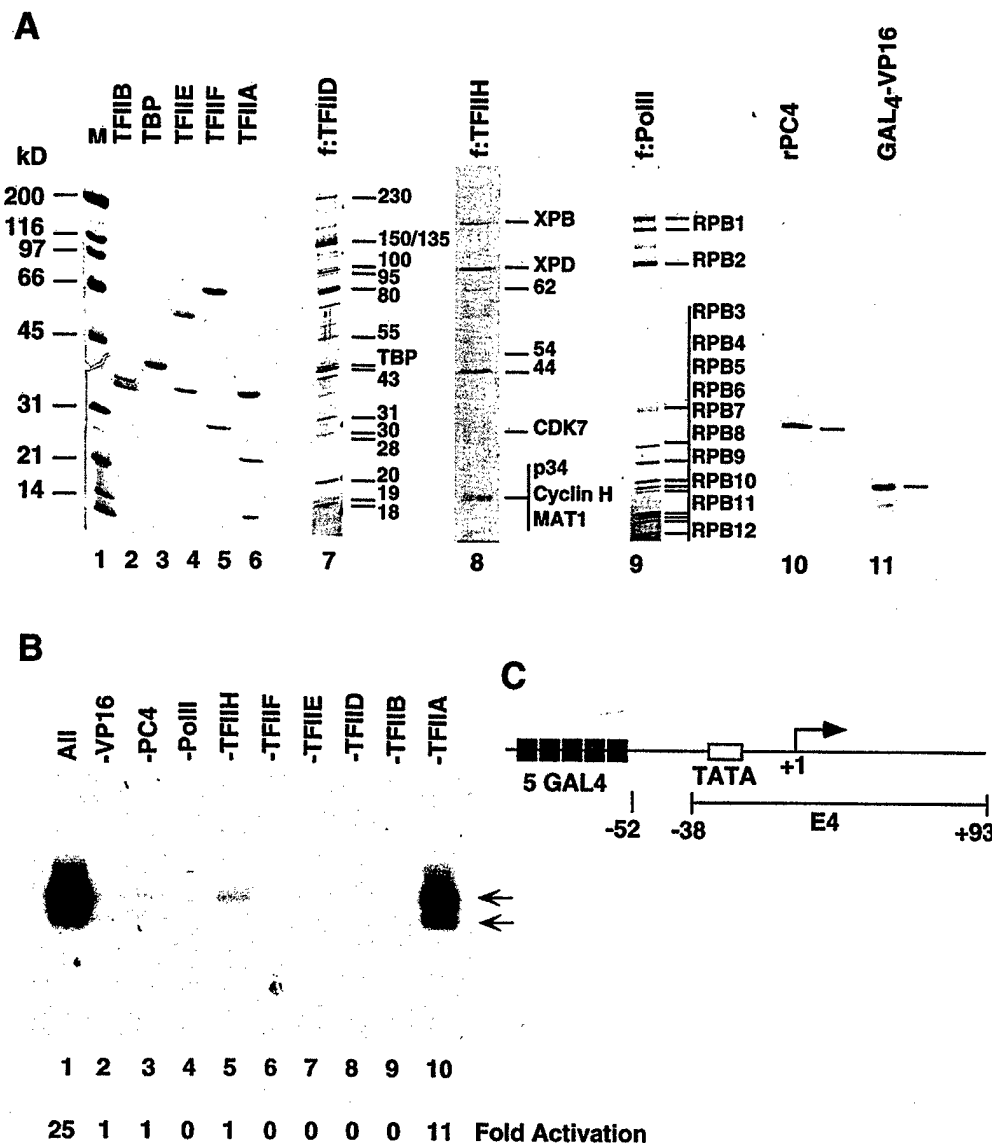 A
M
TFIIB
TBP
TFIIE
TFIIF
TFIIA
f:TFIID
f:TFIIH
f:PolII
rPC4
GAL4-VP16
kD
200
116
97
66
45
31
21
14
230
150/135
100
95
80
55
TBP
43
31
30
28
20
19
18
XPB
XPD
62
54
44
CDK7
p34
Cyclin H
MAT1
RPB1
RPB2
RPB3
RPB4
RPB5
RPB6
RPB7
RPB8
RPB9
RPB10
RPB11
RPB12
1 2 3 4 5 6 7 8 9 10 11
B
All
-VP16
-PC4
-PolII
-TFIIH
-TFIIF
-TFIIE
-TFIID
-TFIIB
-TFIIA
1 2 3 4 5 6 7 8 9 10
25 1 1 0 1 0 0 0 0 11 Fold Activation
C
5 GAL4
TATA
+1
-52
-38
E4
+93